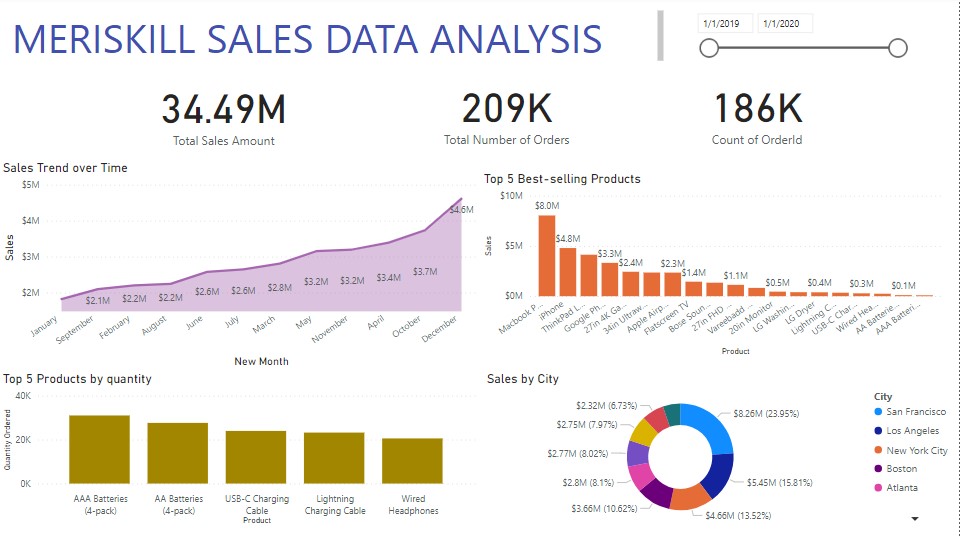 MERISKILL SALES DATA ANALYSIS
1/1/2019
1/1/2020
34.49M
Total Sales Amount
209K
Total Number of Orders
186K
Count of OrderId
Sales Trend over Time
$5M
$4M
$3M
$2M
Sales
$2.1M
$2.2M
$2.2M
$2.6M
$2.6M
$2.8M
$3.2M
$3.2M
$3.4M
$3.7M
$4.6M
January
September
February
August
June
July
March
May
November
April
October
December
New Month
Top 5 Best-selling Products
$10M
$5M
$0M
Sales
$8.0M
$4.8M
$3.3M
$2.4M
$2.3M
$1.4M
$1.1M
$0.5M
$0.4M
$0.3M
$0.1M
Macbook P...
iPhone
ThinkPad L...
Google Ph...
27in 4K Ga...
34in Ultraw...
Apple Airp...
Flatscreen TV
Bose Soun...
27in FHD ...
Vareebadd ...
20in Monitor
LG Washin...
LG Dryer
Lightning C...
USB-C Char...
Wired Hea...
AA Batterie...
AAA Batteri...
Product
Top 5 Products by quantity
40K
20K
0K
Quantity Ordered
AAA Batteries
(4-pack)
AA Batteries
(4-pack)
USB-C Charging
Cable
Lightning
Charging Cable
Wired
Headphones
Product
Sales by City
$8.26M (23.95%)
$5.45M (15.81%)
$4.66M (13.52%)
$3.66M (10.62%)
$2.8M (8.1%)
$2.77M (8.02%)
$2.75M (7.97%)
$2.32M (6.73%)
City
San Francisco
Los Angeles
New York City
Boston
Atlanta